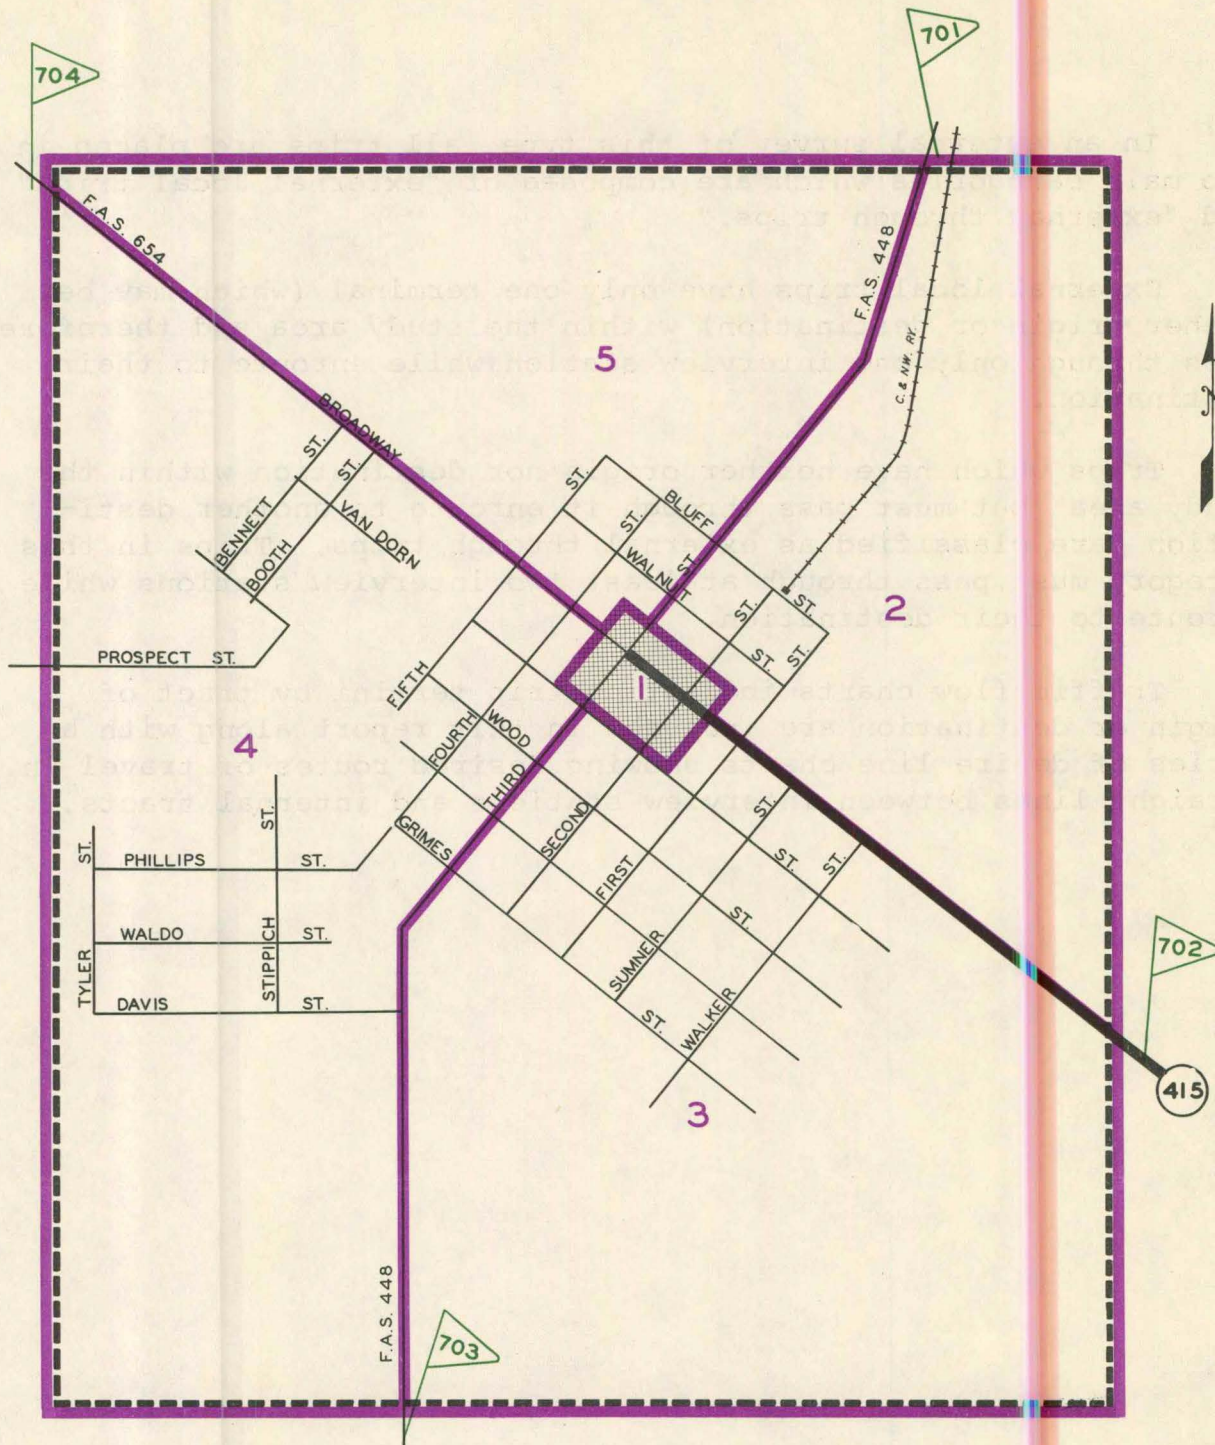 704
701
F.A.S. 654
F.A.S. 448
C. & NW. RY.
N
5
BROADWAY
ST.
ST.
BENNETT
BOOTH
VAN DORN
ST.
ST.
BLUFF
WALNUT
ST.
ST.
ST.
ST.
ST.
2
PROSPECT ST.
1
FIFTH
FOURTH
WOOD
THIRD
4
GRIMES
SECOND
FIRST
ST.
ST.
ST.
ST.
ST.
ST.
PHILLIPS ST.
WALDO ST.
TYLER
STIPPICH
DAVIS ST.
SUMNER
ST.
WALKER
702
415
3
F.A.S. 448
703